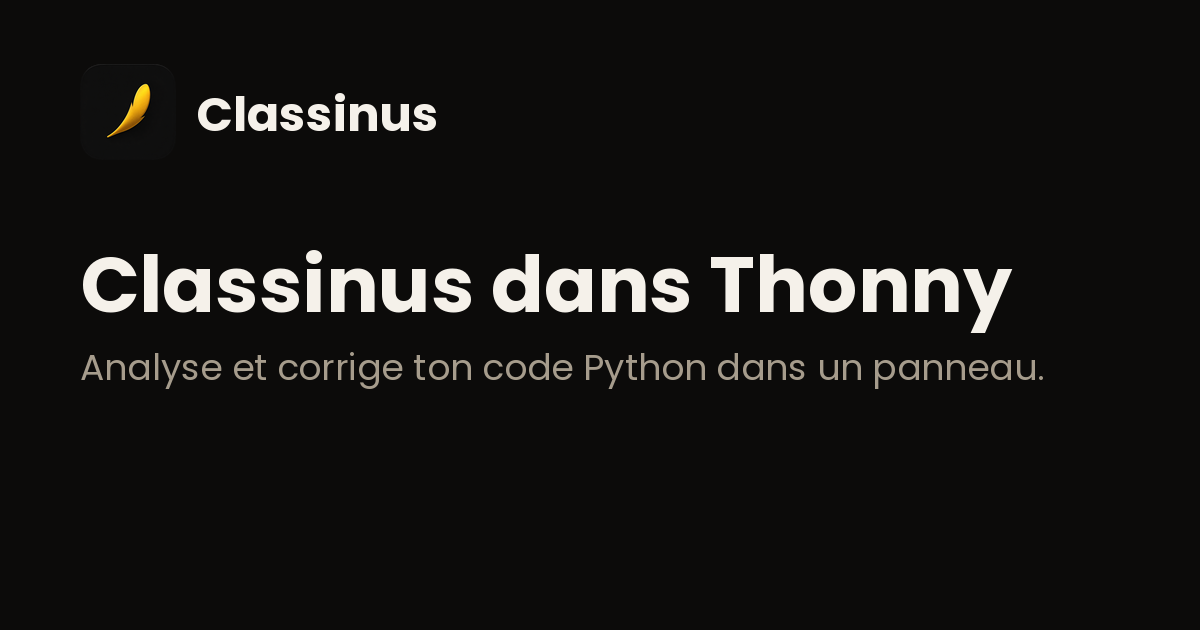 Classinus
Classinus dans Thonny
Analyse et corrige ton code Python dans un panneau.